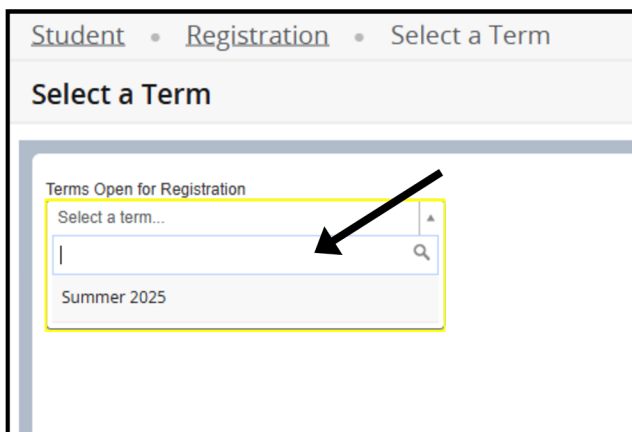 Student • Registration • Select a Term
Select a Term
Terms Open for Registration
Select a term...
Summer 2025